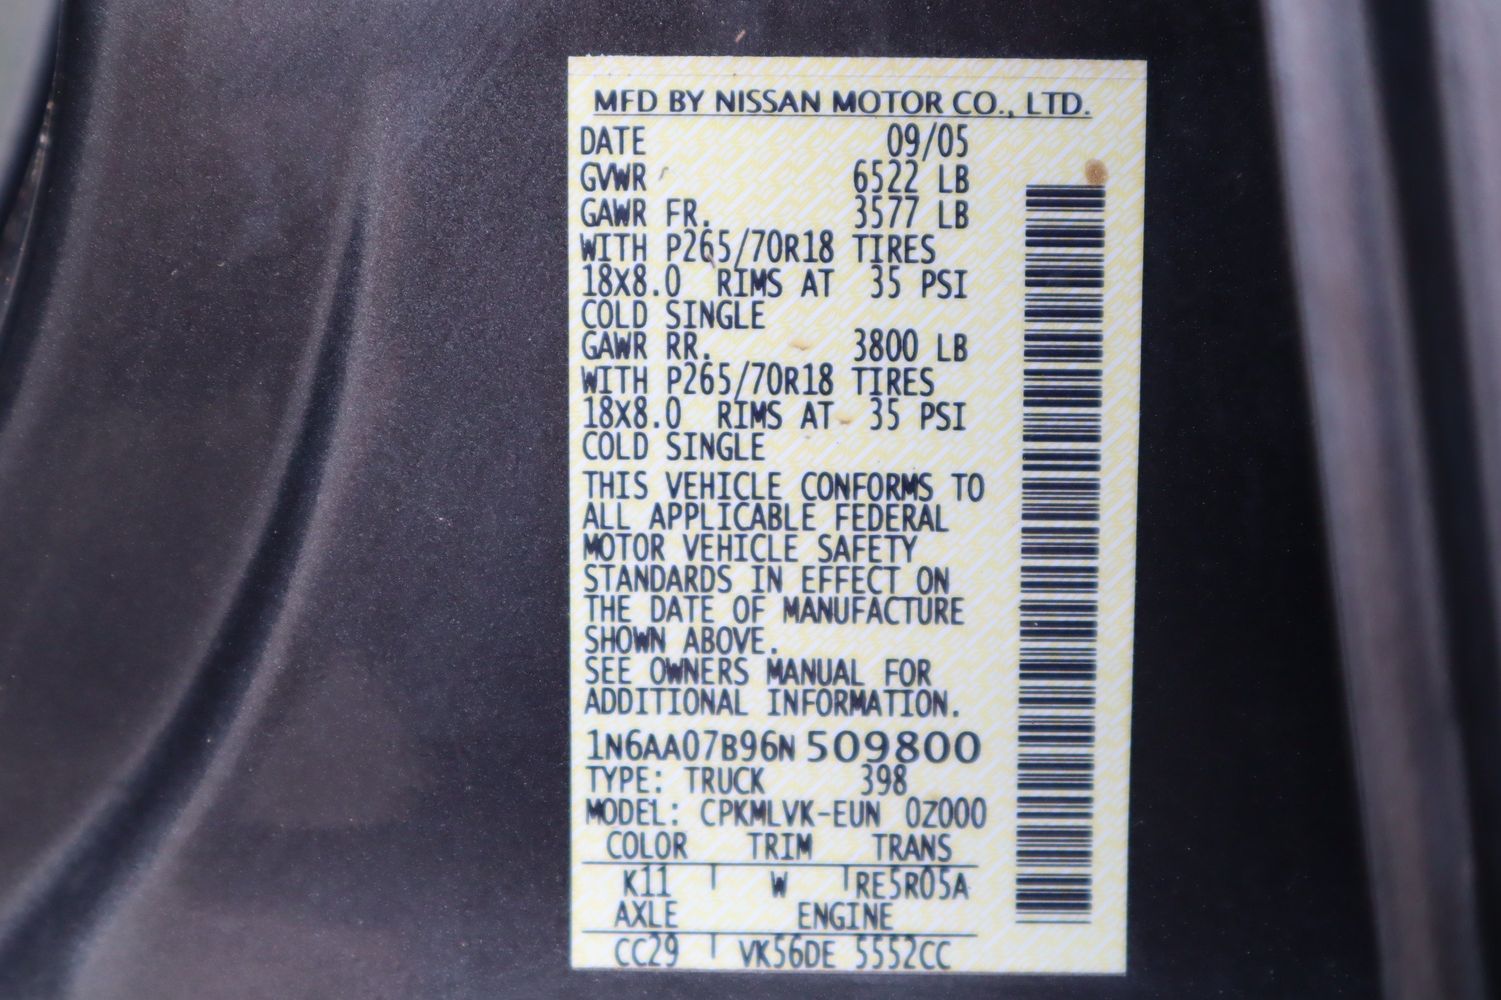 MFD BY NISSAN MOTOR CO., LTD.
DATE 09/05
GVWR 6522 LB
GAWR FR. 3577 LB
WITH P265/70R18 TIRES
18X8.0 RIMS AT 35 PSI
COLD SINGLE
GAWR RR. 3800 LB
WITH P265/70R18 TIRES
18X8.0 RIMS AT 35 PSI
COLD SINGLE
THIS VEHICLE CONFORMS TO
ALL APPLICABLE FEDERAL
MOTOR VEHICLE SAFETY
STANDARDS IN EFFECT ON
THE DATE OF MANUFACTURE
SHOWN ABOVE.
SEE OWNERS MANUAL FOR
ADDITIONAL INFORMATION.
1N6AA07B96N509800
TYPE: TRUCK 398
MODEL: CPKMLVK-EUN 0Z000
COLOR TRIM TRANS
K11 W RE5R05A
AXLE ENGINE
CC29 VK56DE 5552CC